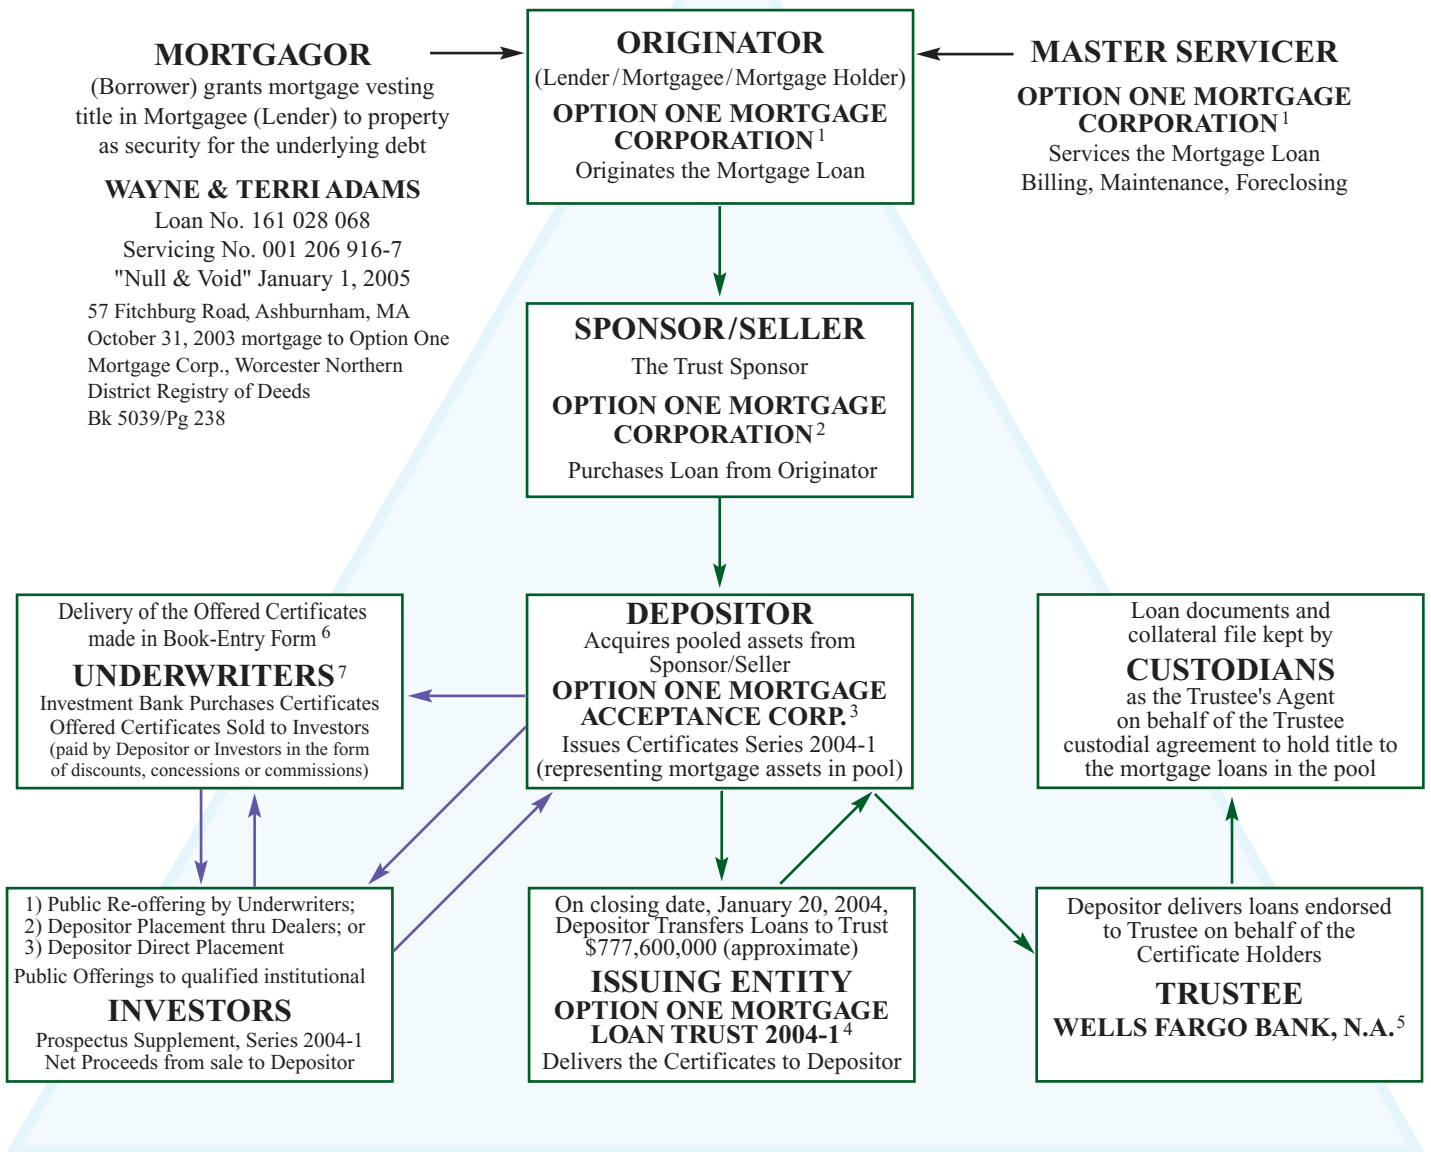 MORTGAGOR
(Borrower) grants mortgage vesting
title in Mortgagee (Lender) to property
as security for the underlying debt
WAYNE & TERRI ADAMS
Loan No. 161 028 068
Servicing No. 001 206 916-7
"Null & Void" January 1, 2005
57 Fitchburg Road, Ashburnham, MA
October 31, 2003 mortgage to Option One
Mortgage Corp., Worcester Northern
District Registry of Deeds
Bk 5039/Pg 238
ORIGINATOR
(Lender/Mortgagee/Mortgage Holder)
OPTION ONE MORTGAGE
CORPORATION 1
Originates the Mortgage Loan
MASTER SERVICER
OPTION ONE MORTGAGE
CORPORATION 1
Services the Mortgage Loan
Billing, Maintenance, Foreclosing
SPONSOR/SELLER
The Trust Sponsor
OPTION ONE MORTGAGE
CORPORATION 2
Purchases Loan from Originator
Delivery of the Offered Certificates
made in Book-Entry Form 6
UNDERWRITERS 7
Investment Bank Purchases Certificates
Offered Certificates Sold to Investors
(paid by Depositor or Investors in the form
of discounts, concessions or commissions)
DEPOSITOR
Acquires pooled assets from
Sponsor/Seller
OPTION ONE MORTGAGE
ACCEPTANCE CORP. 3
Issues Certificates Series 2004-1
(representing mortgage assets in pool)
Loan documents and
collateral file kept by
CUSTODIANS
as the Trustee's Agent
on behalf of the Trustee
custodial agreement to hold title to
the mortgage loans in the pool
1) Public Re-offering by Underwriters;
2) Depositor Placement thru Dealers; or
3) Depositor Direct Placement
Public Offerings to qualified institutional
INVESTORS
Prospectus Supplement, Series 2004-1
Net Proceeds from sale to Depositor
On closing date, January 20, 2004,
Depositor Transfers Loans to Trust
$777,600,000 (approximate)
ISSUING ENTITY
OPTION ONE MORTGAGE
LOAN TRUST 2004-1 4
Delivers the Certificates to Depositor
Depositor delivers loans endorsed
to Trustee on behalf of the
Certificate Holders
TRUSTEE
WELLS FARGO BANK, N.A. 5